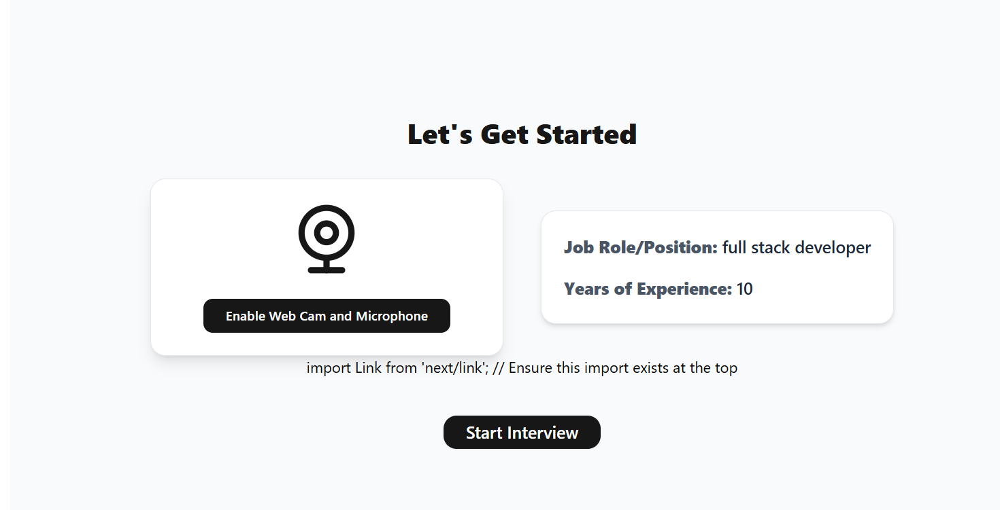 Let's Get Started
Enable Web Cam and Microphone
Job Role/Position: full stack developer
Years of Experience: 10
import Link from 'next/link'; // Ensure this import exists at the top
Start Interview